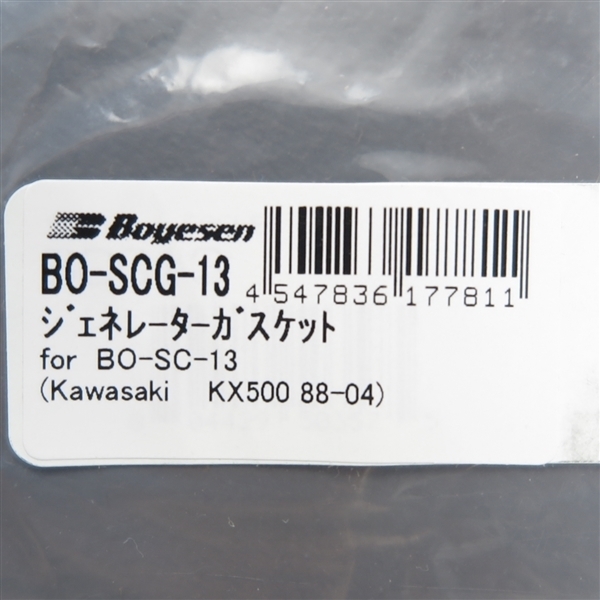 Boyesen
BO-SCG-13
4 547836 177811
ジェネレーターガスケット
for BO-SC-13
(Kawasaki KX500 88-04)